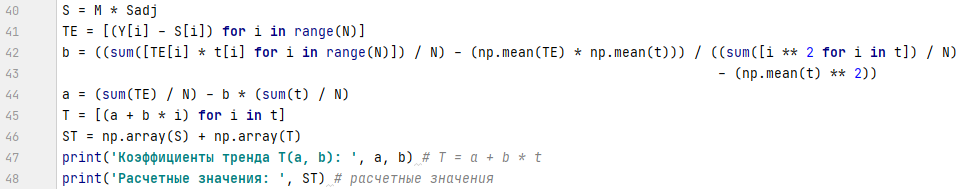 40 S = M * Sadj
41 TE = [(Y[i] - S[i]) for i in range(N)]
42 b = ((sum([TE[i] * t[i] for i in range(N)]) / N) - (np.mean(TE) * np.mean(t))) / ((sum([i ** 2 for i in t]) / N)
43 - (np.mean(t) ** 2))
44 a = (sum(TE) / N) - b * (sum(t) / N)
45 T = [(a + b * i) for i in t]
46 ST = np.array(S) + np.array(T)
47 print('Коэффициенты тренда T(a, b): ', a, b) # T = a + b * t
48 print('Расчетные значения: ', ST) # расчетные значения